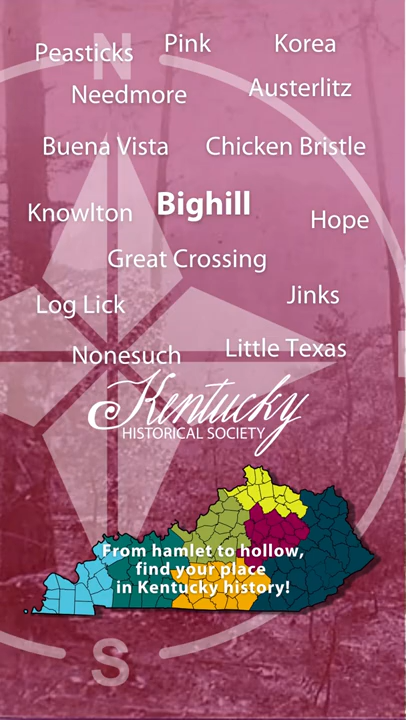 N
Peasticks Pink Korea
Needmore Austerlitz
Buena Vista Chicken Bristle
Knowlton Bighill Hope
Great Crossing
Log Lick Jinks
Nonesuch Little Texas
Kentucky
HISTORICAL SOCIETY
From hamlet to hollow,
find your place
in Kentucky history!
S